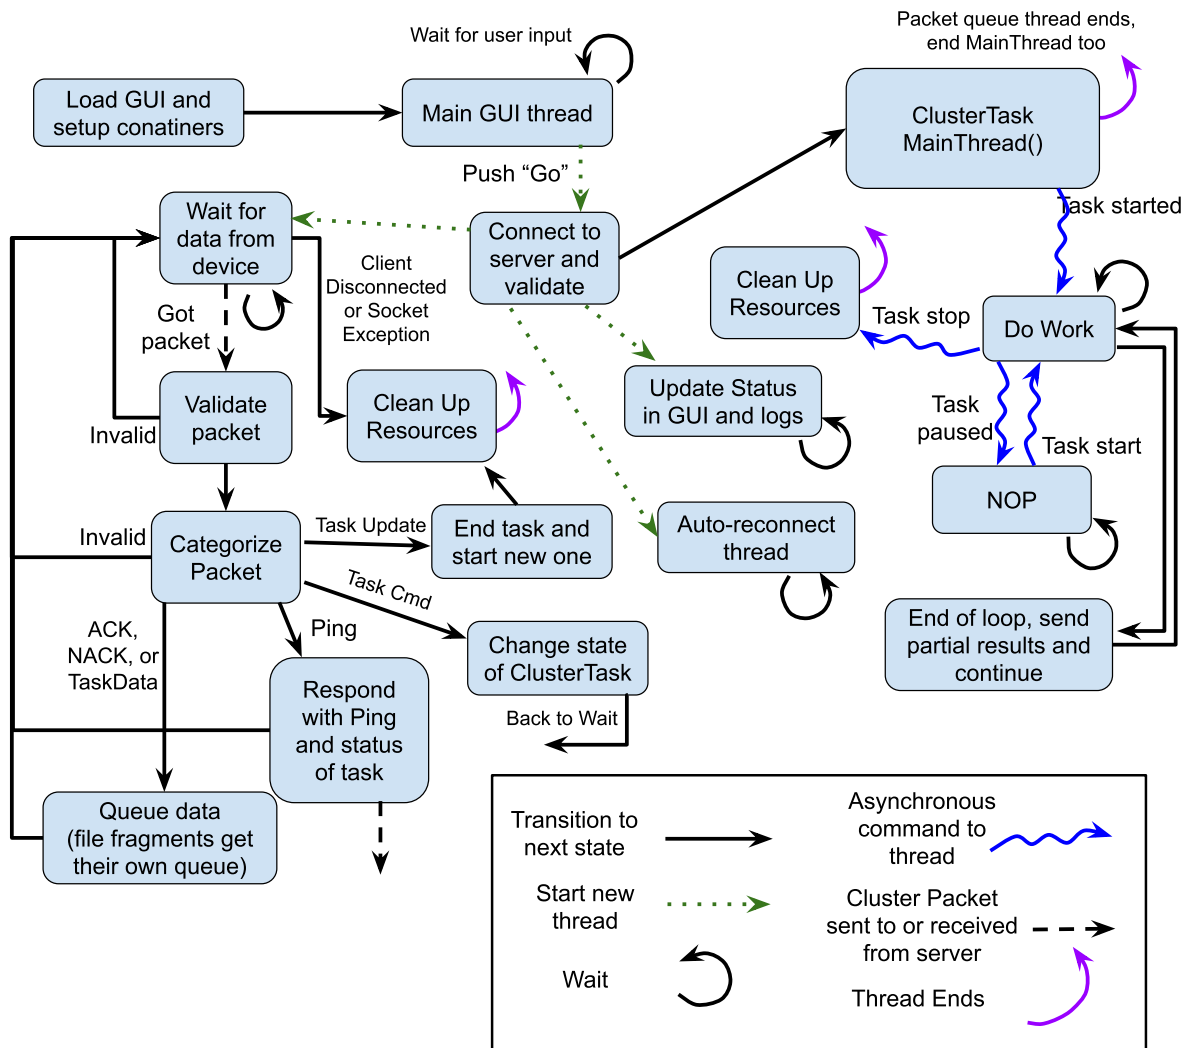 Packet queue thread ends,
end MainThread too
Wait for user input
Load GUI and
setup conatiners
Main GUI thread
ClusterTask
MainThread()
Push “Go”
Task started
Wait for
data from
device
Connect to
server and
validate
Client
Disconnected
or Socket
Exception
Clean Up
Resources
Task stop
Do Work
Got
packet
Validate
packet
Invalid
Clean Up
Resources
Update Status
in GUI and logs
Task
paused
Task start
NOP
Invalid
Categorize
Packet
Task Update
End task and
start new one
Auto-reconnect
thread
Task Cmd
ACK,
NACK, or
TaskData
Ping
Change state
of ClusterTask
End of loop, send
partial results and
continue
Respond
with Ping
and status
of task
Back to Wait
Queue data
(file fragments get
their own queue)
Transition to
next state
Asynchronous
command to
thread
Start new
thread
Cluster Packet
sent to or received
from server
Wait
Thread Ends